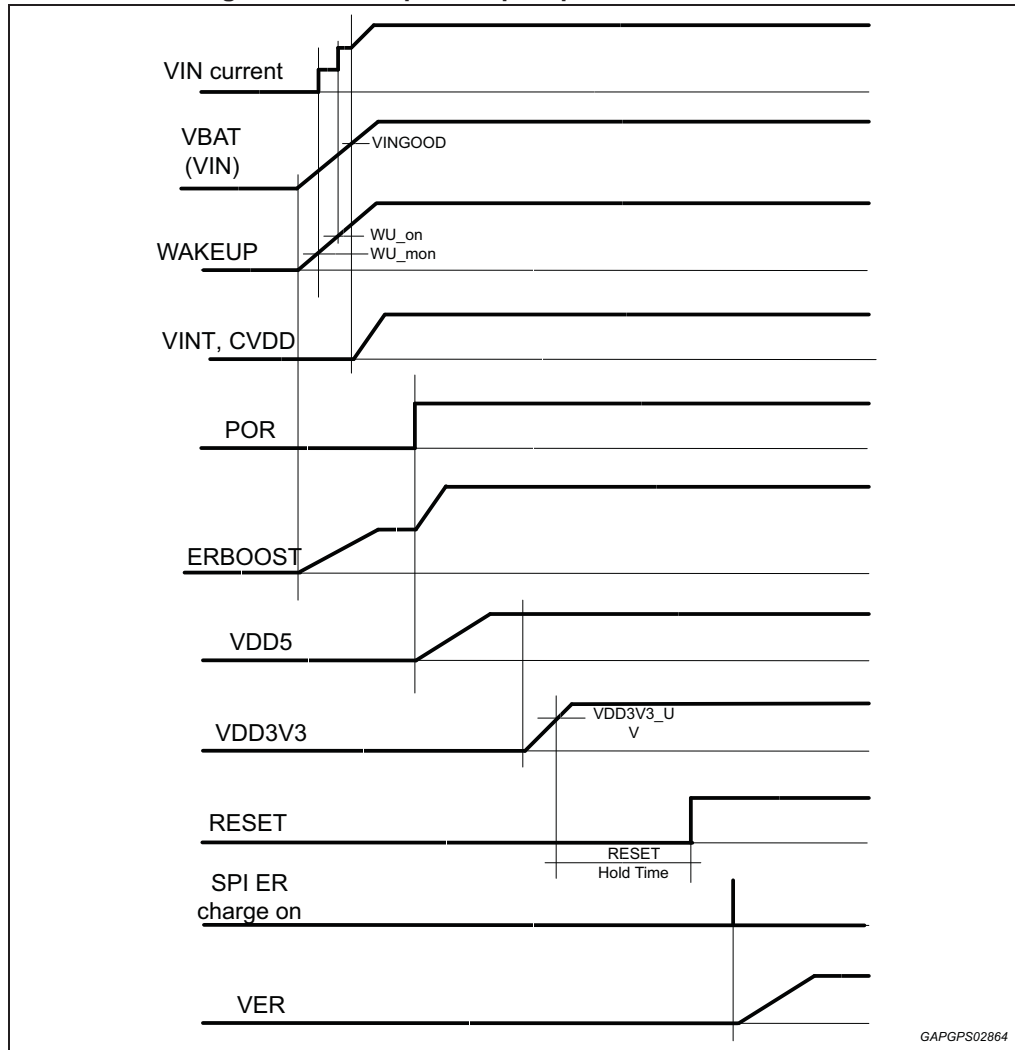 VIN current
VBAT
(VIN)
VINGOOD
WAKEUP
WU_on
WU_mon
VINT, CVDD
POR
ERBOOST
VDD5
VDD3V3
VDD3V3_U
V
RESET
RESET
Hold Time
SPI ER
charge on
VER
GAPGPS02864